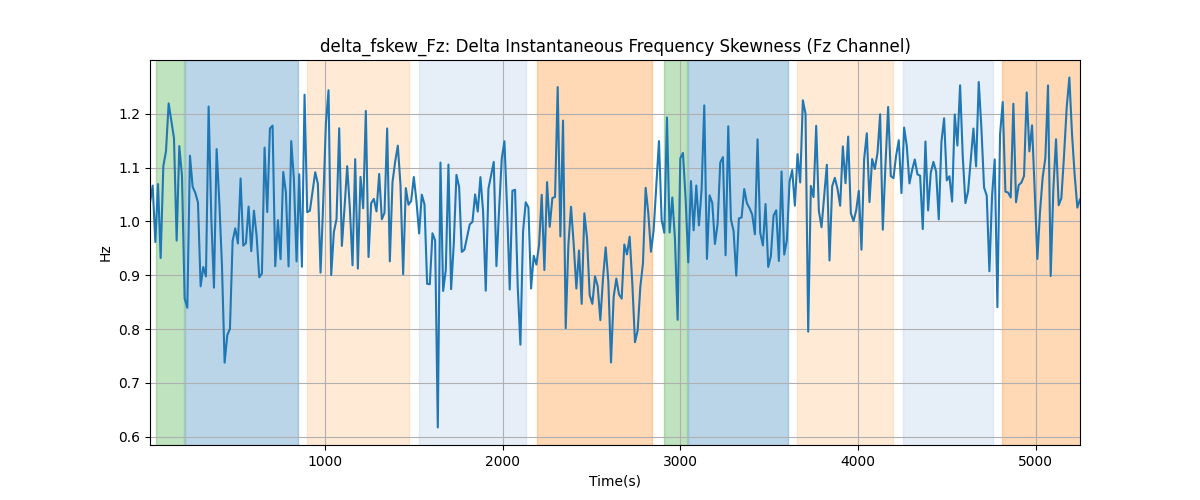 delta_fskew_Fz: Delta Instantaneous Frequency Skewness (Fz Channel)
1.2
1.1
1.0
0.9
0.8
0.7
0.6
Hz
1000 2000 3000 4000 5000
Time(s)